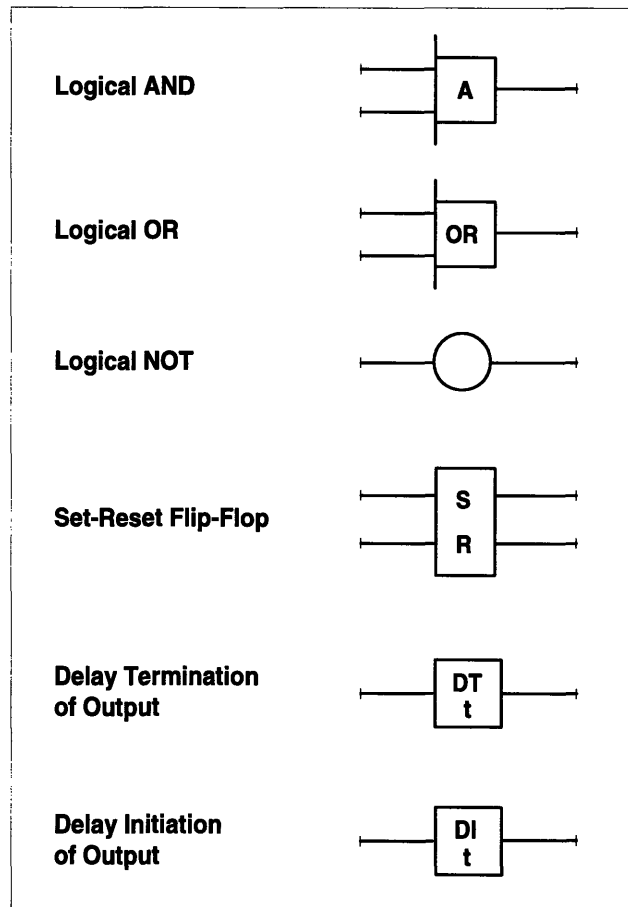 Logical AND
A
Logical OR
OR
Logical NOT
Set-Reset Flip-Flop
S
R
Delay Termination
of Output
DT
t
Delay Initiation
of Output
DI
t